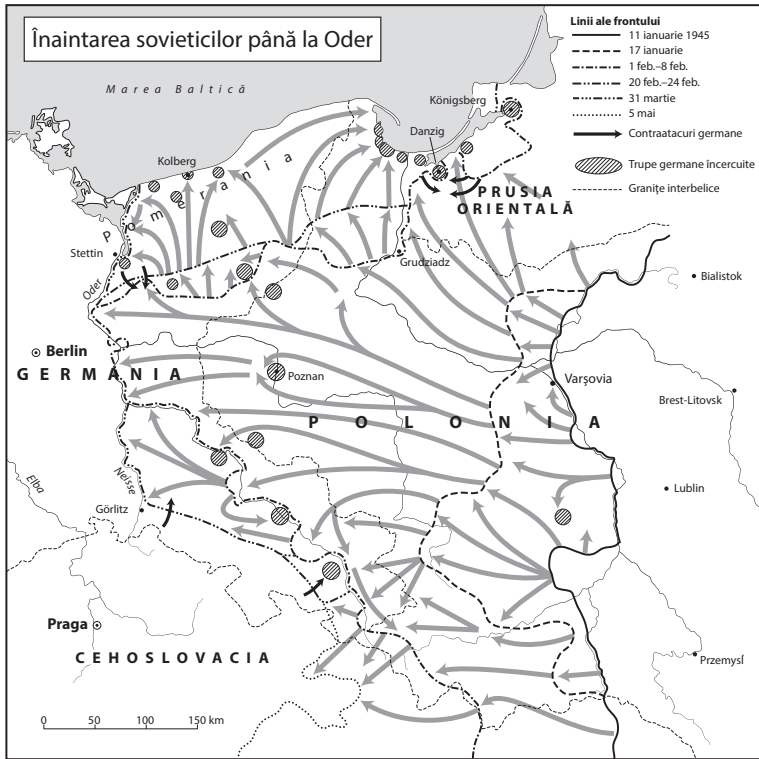 Înaintarea sovieticilor până la Oder
Linii ale frontului
11 ianuarie 1945
17 ianuarie
1 feb.–8 feb.
20 feb.–24 feb.
31 martie
5 mai
Contraatacuri germane
Trupe germane încercuite
Granițe interbelice
Marea Baltică
Königsberg
Danzig
Kolberg
Pomerania
PRUSIA
ORIENTALĂ
Stettin
Oder
Grudziadz
Bialistok
Berlin
GERMANIA
Poznan
Varşovia
POLONIA
Brest-Litovsk
Elba
Neisse
Görlitz
Lublin
Praga
CEHOSLOVACIA
Przemysl
0 50 100 150 km